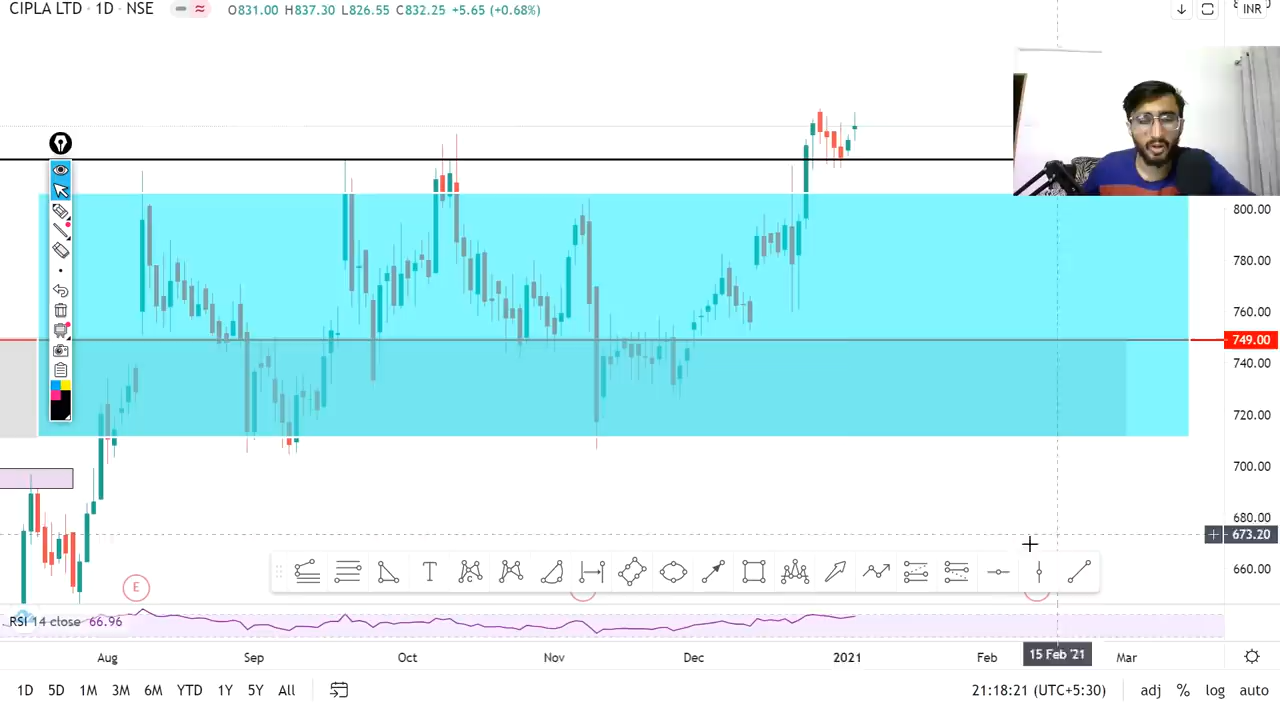 CIPLA LTD · 1D · NSE O831.00 H837.30 L826.55 C832.25 +5.65 (+0.68%)
INR
800.00
780.00
760.00
749.00
740.00
720.00
700.00
680.00
673.20
660.00
E
RSI 14 close 66.96
Aug Sep Oct Nov Dec 2021 Feb 15 Feb '21 Mar
1D 5D 1M 3M 6M YTD 1Y 5Y All 21:18:21 (UTC+5:30) adj % log auto